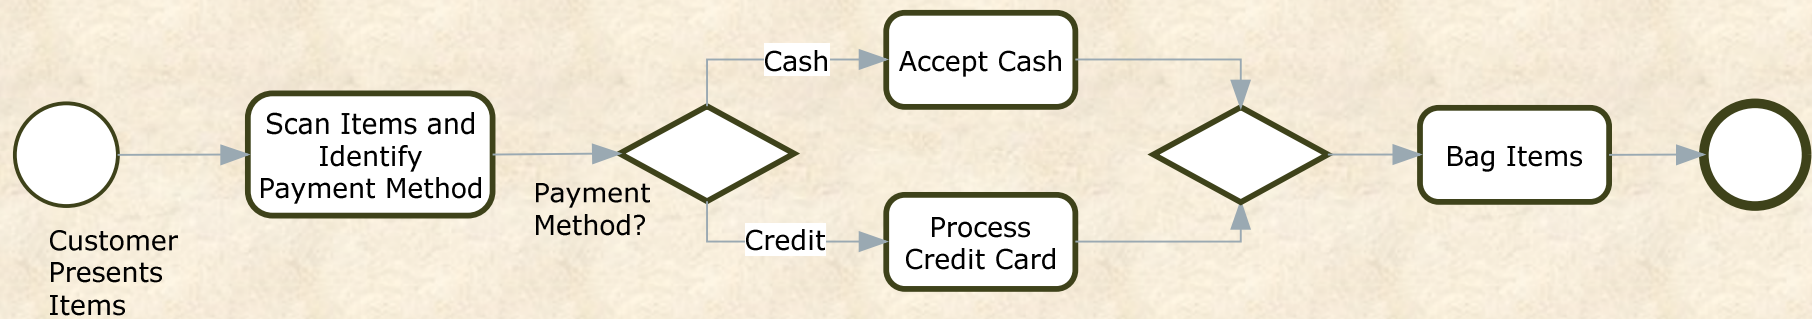 Customer
Presents
Items
Scan Items and
Identify
Payment Method
Payment
Method?
Cash
Accept Cash
Credit
Process
Credit Card
Bag Items